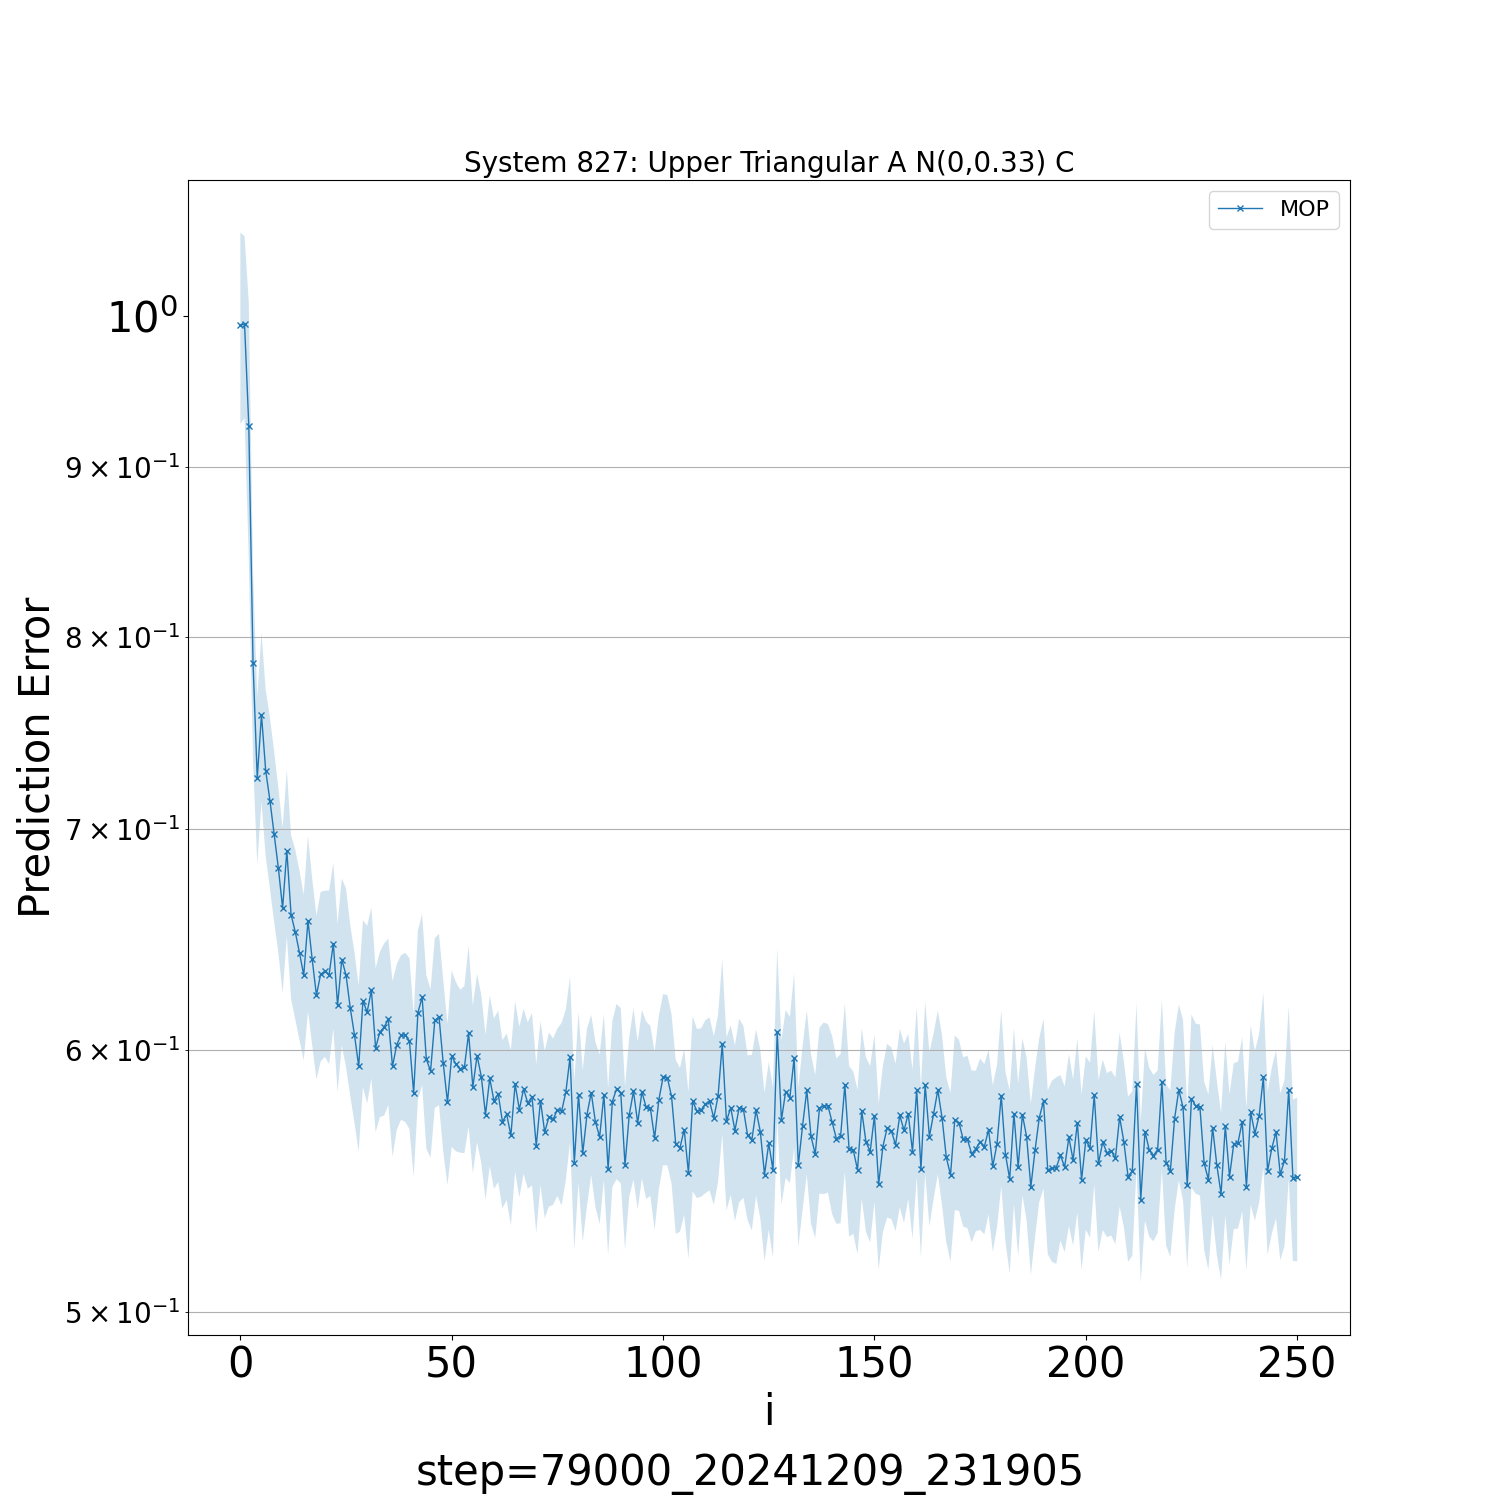 System 827: Upper Triangular A N(0,0.33) C
MOP
10⁰
9 × 10⁻¹
8 × 10⁻¹
7 × 10⁻¹
6 × 10⁻¹
5 × 10⁻¹
Prediction Error
0 50 100 150 200 250
i
step=79000_20241209_231905